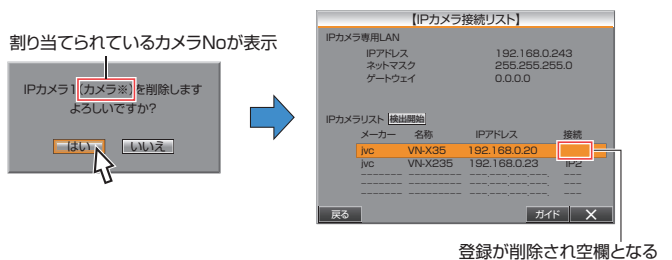 割り当てられているカメラNoが表示
IPカメラ1(カメラ※)を削除します
よろしいですか?
はい いいえ
【IPカメラ接続リスト】
IPカメラ専用LAN
IPアドレス 192.168.0.243
ネットマスク 255.255.255.0
ゲートウェイ 0.0.0.0
IPカメラリスト 検出開始
メーカー 名称 IPアドレス 接続
jvc VN-X35 192.168.0.20
jvc VN-X235 192.168.0.23 IP2
------- --------- ---.---.---.--- ---
------- --------- ---.---.---.--- ---
戻る ガイド X
登録が削除され空欄となる